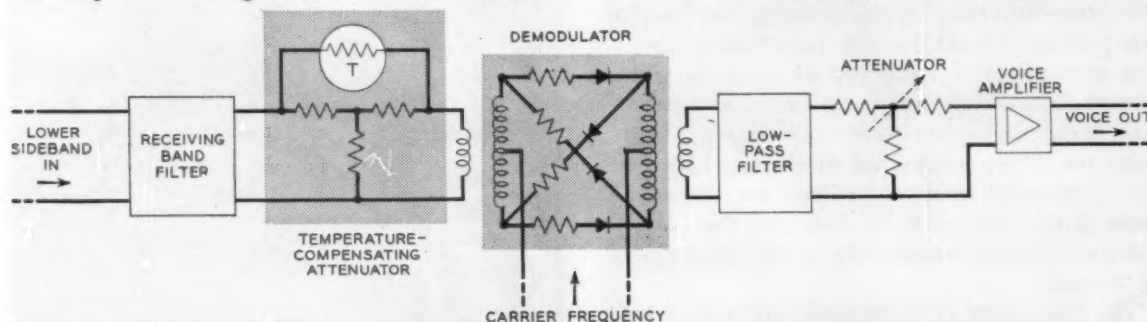 DEMODULATOR
T
ATTENUATOR
VOICE
AMPLIFIER
LOWER
SIDEBAND
IN
RECEIVING
BAND
FILTER
LOW-
PASS
FILTER
VOICE OUT
TEMPERATURE-
COMPENSATING
ATTENUATOR
CARRIER FREQUENCY